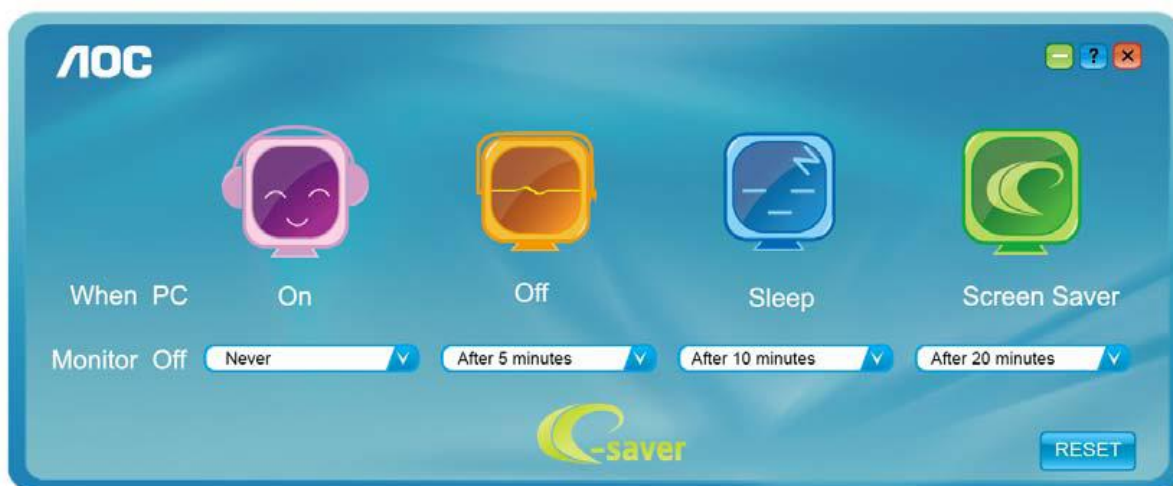 AOC
?
When PC On Off Sleep Screen Saver
Monitor Off Never After 5 minutes After 10 minutes After 20 minutes
e-saver
RESET